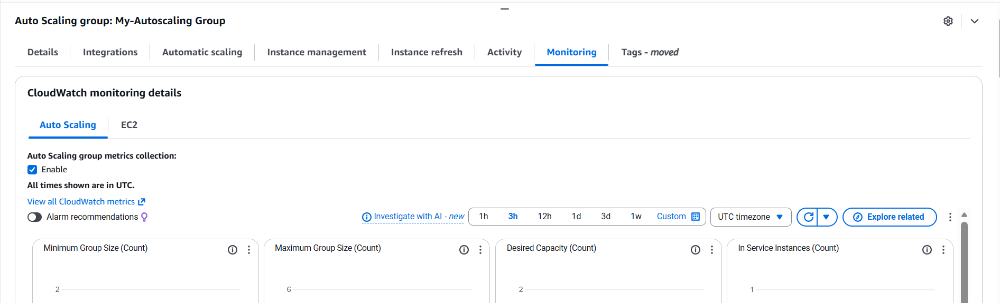 Auto Scaling group: My-Autoscaling Group
Details Integrations Automatic scaling Instance management Instance refresh Activity Monitoring Tags - moved
CloudWatch monitoring details
Auto Scaling EC2
Auto Scaling group metrics collection:
Enable
All times shown are in UTC.
View all CloudWatch metrics
Alarm recommendations Investigate with AI - new 1h 3h 12h 1d 3d 1w Custom UTC timezone Explore related
Minimum Group Size (Count) Maximum Group Size (Count) Desired Capacity (Count) In Service Instances (Count)
2 6 2 1